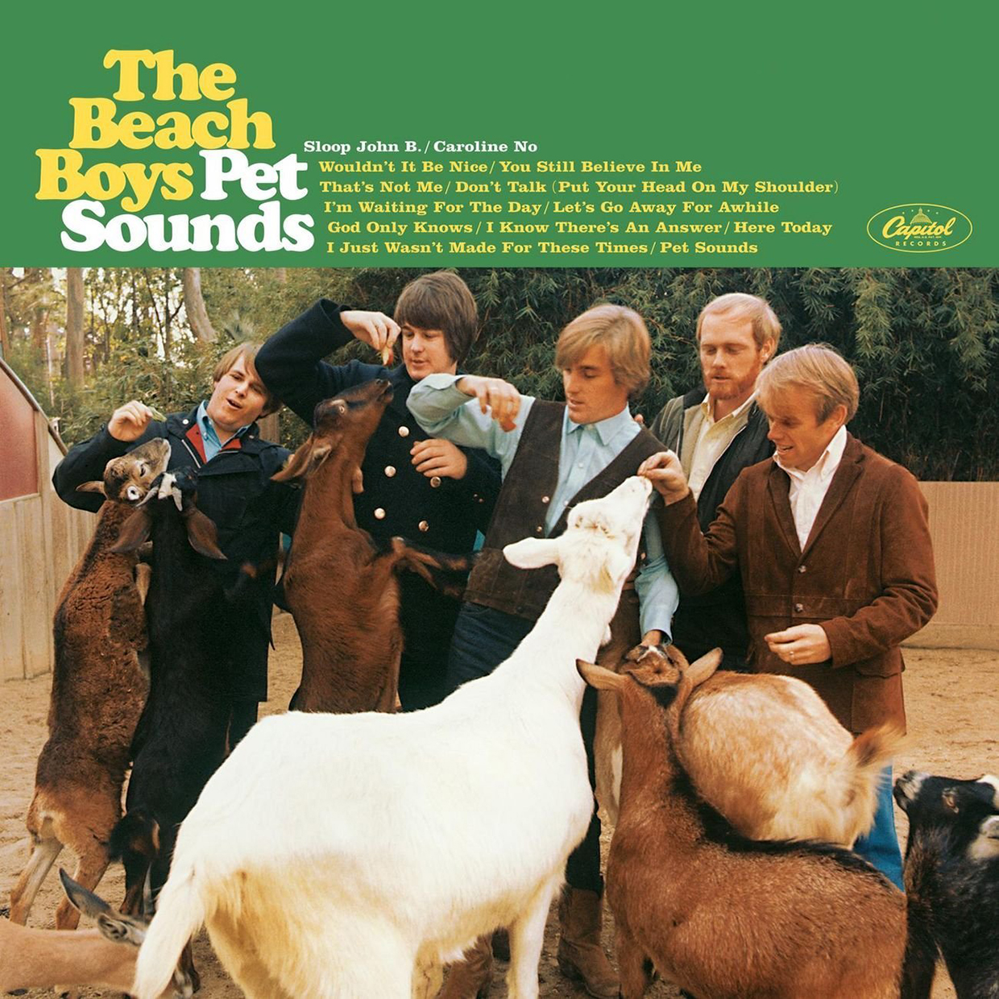 The
Beach
Boys Pet
Sounds
Sloop John B. / Caroline No
Wouldn't It Be Nice / You Still Believe In Me
That's Not Me / Don't Talk (Put Your Head On My Shoulder)
I'm Waiting For The Day / Let's Go Away For Awhile
God Only Knows / I Know There's An Answer / Here Today
I Just Wasn't Made For These Times / Pet Sounds
Capitol
RECORDS